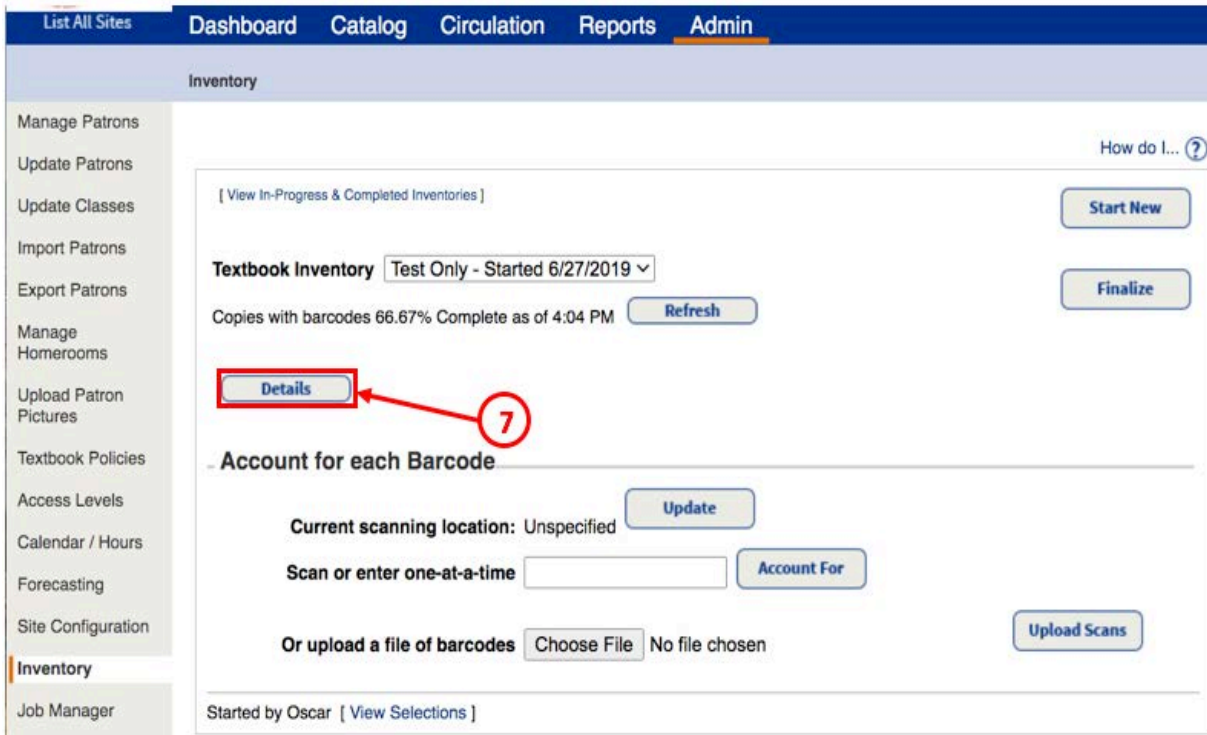 List All Sites
Dashboard Catalog Circulation Reports Admin
Inventory
Manage Patrons
Update Patrons
Update Classes
Import Patrons
Export Patrons
Manage
Homerooms
Upload Patron
Pictures
Textbook Policies
Access Levels
Calendar / Hours
Forecasting
Site Configuration
Inventory
Job Manager
How do I... ?
[ View In-Progress & Completed Inventories ]
Start New
Textbook Inventory Test Only - Started 6/27/2019
Finalize
Copies with barcodes 66.67% Complete as of 4:04 PM Refresh
Details
7
Account for each Barcode
Current scanning location: Unspecified Update
Scan or enter one-at-a-time Account For
Or upload a file of barcodes Choose File No file chosen Upload Scans
Started by Oscar [ View Selections ]